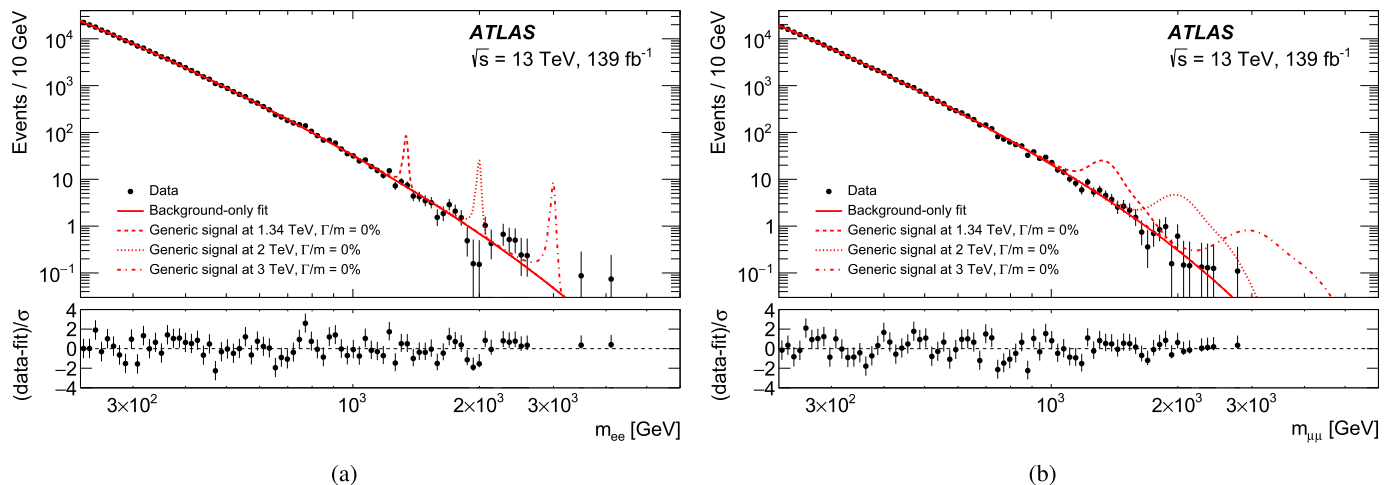 Events / 10 GeV
10⁴
10³
10²
10
1
10⁻¹
ATLAS
√s = 13 TeV, 139 fb⁻¹
Data
Background-only fit
Generic signal at 1.34 TeV, Γ/m = 0%
Generic signal at 2 TeV, Γ/m = 0%
Generic signal at 3 TeV, Γ/m = 0%
(data-fit)/σ
4
2
0
−2
−4
3×10²
10³
2×10³
3×10³
m_ee [GeV]
(a)
Events / 10 GeV
10⁴
10³
10²
10
1
10⁻¹
ATLAS
√s = 13 TeV, 139 fb⁻¹
Data
Background-only fit
Generic signal at 1.34 TeV, Γ/m = 0%
Generic signal at 2 TeV, Γ/m = 0%
Generic signal at 3 TeV, Γ/m = 0%
(data-fit)/σ
4
2
0
−2
−4
3×10²
10³
2×10³
3×10³
m_μμ [GeV]
(b)